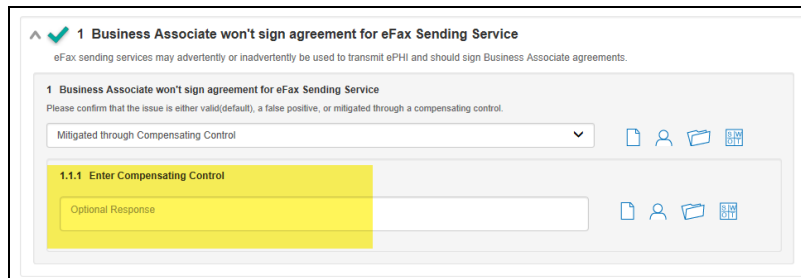 1 Business Associate won't sign agreement for eFax Sending Service
eFax sending services may advertently or inadvertently be used to transmit ePHI and should sign Business Associate agreements.
1 Business Associate won't sign agreement for eFax Sending Service
Please confirm that the issue is either valid(default), a false positive, or mitigated through a compensating control.
Mitigated through Compensating Control
S W
O T
1.1.1 Enter Compensating Control
Optional Response
S W
O T